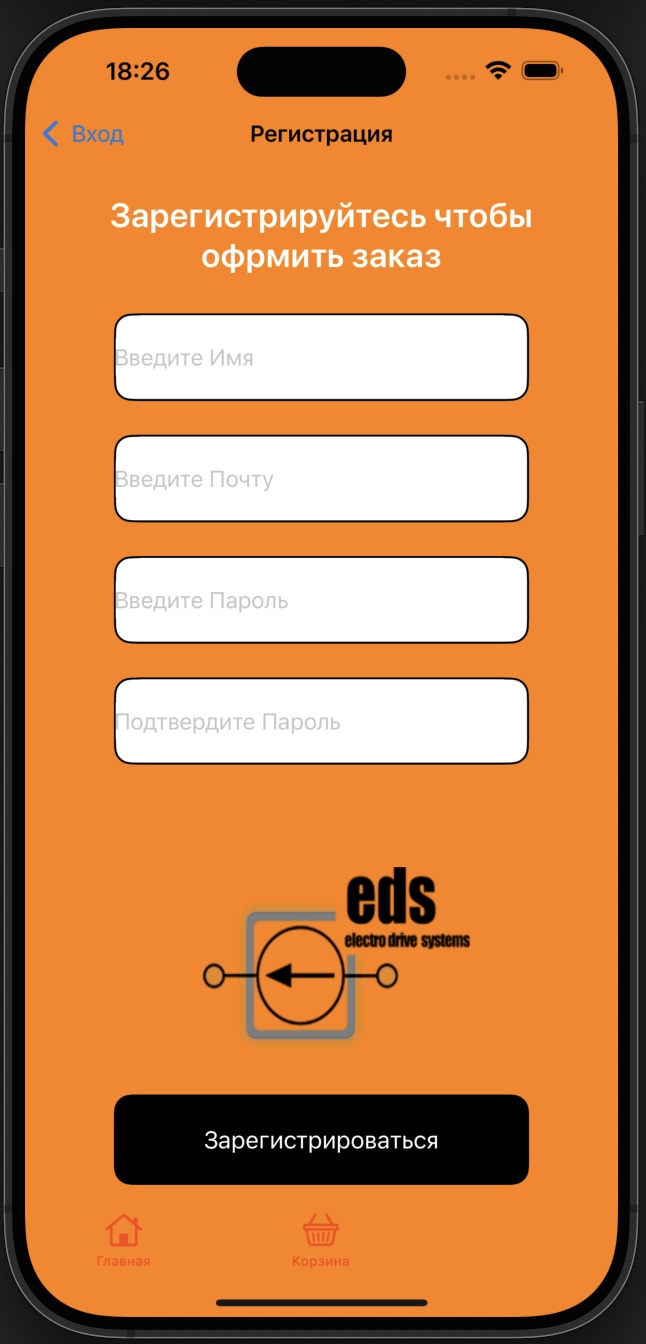 18:26
Вход
Регистрация
Зарегистрируйтесь чтобы
офрмить заказ
Введите Имя
Введите Почту
Введите Пароль
Подтвердите Пароль
eds
electro drive systems
Зарегистрироваться
Главная
Корзина